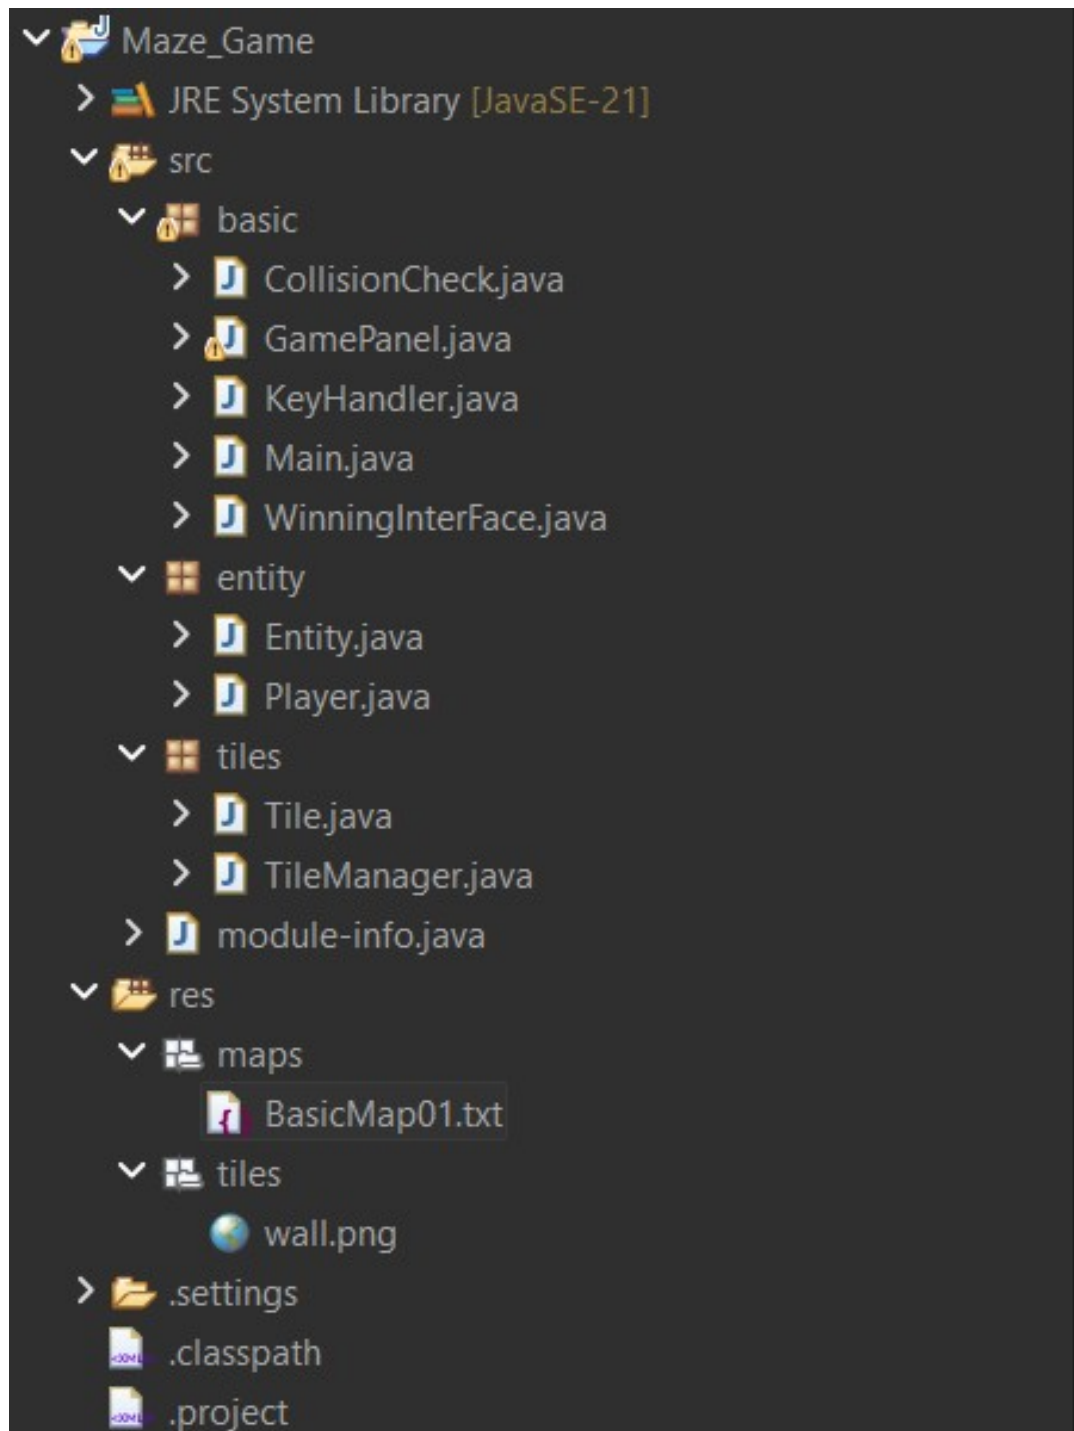 Maze_Game
JRE System Library [JavaSE-21]
src
basic
CollisionCheck.java
GamePanel.java
KeyHandler.java
Main.java
WinningInterFace.java
entity
Entity.java
Player.java
tiles
Tile.java
TileManager.java
module-info.java
res
maps
BasicMap01.txt
tiles
wall.png
.settings
.classpath
.project